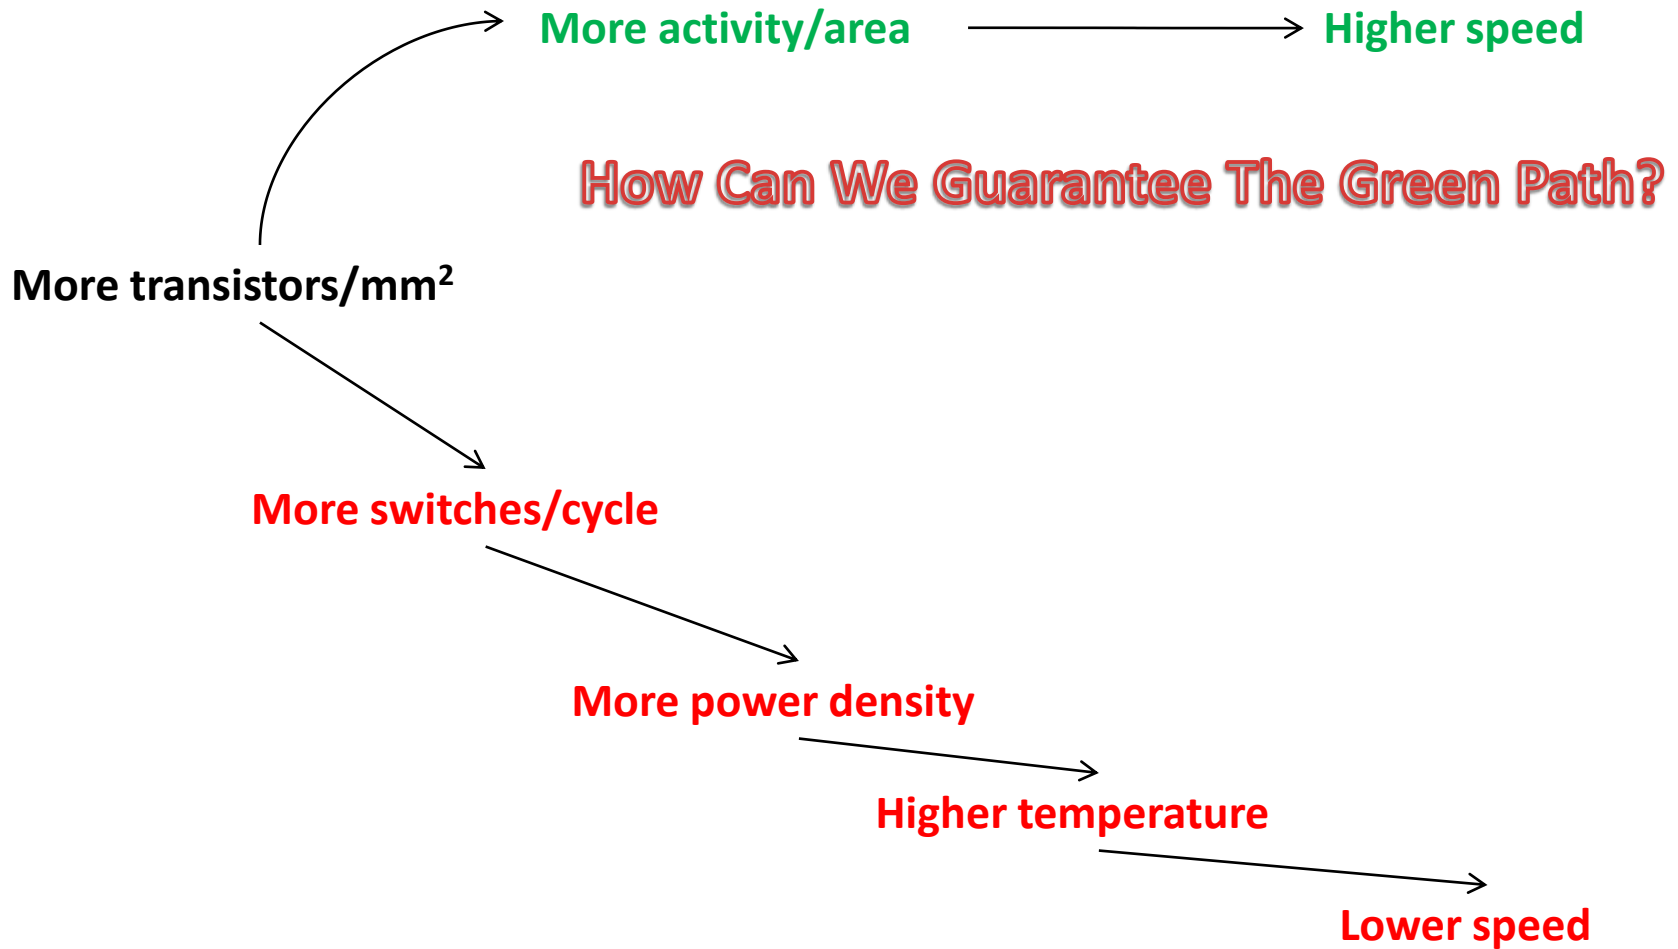 More activity/area
Higher speed
How Can We Guarantee The Green Path?
More transistors/mm²
More switches/cycle
More power density
Higher temperature
Lower speed